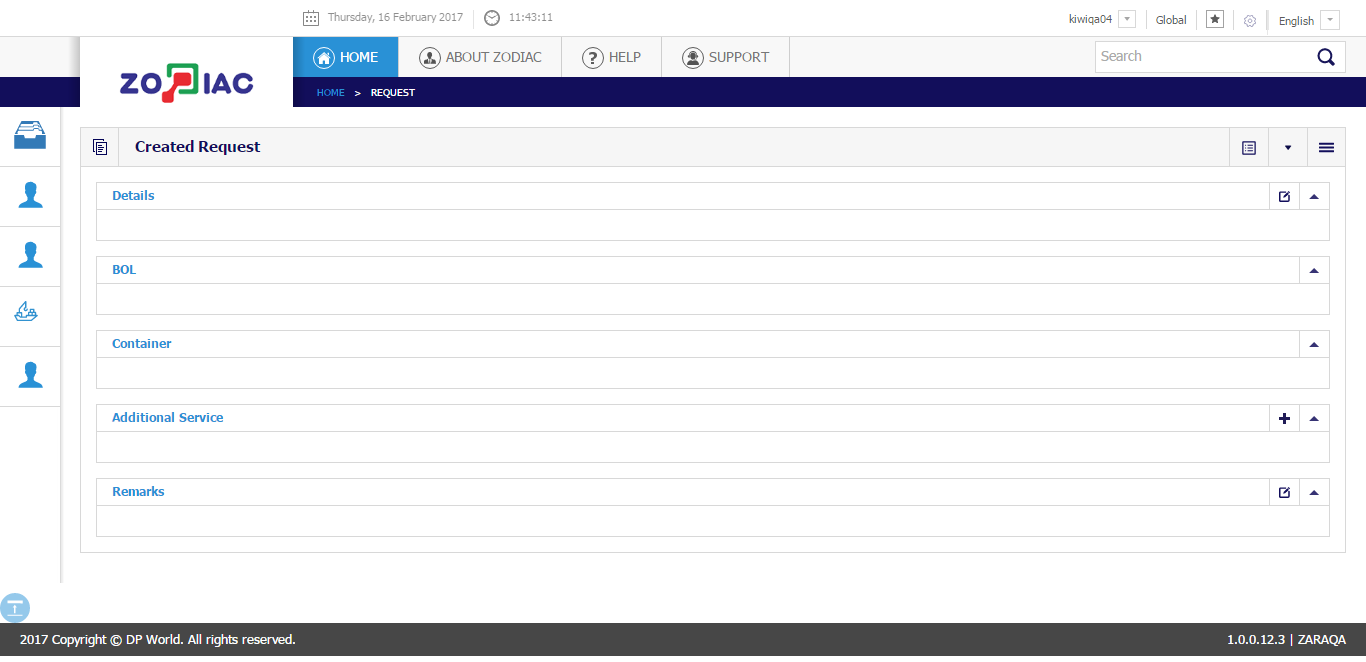 Thursday, 16 February 2017 11:43:11 kiwiqa04 Global English
ZODIAC HOME ABOUT ZODIAC ? HELP SUPPORT Search
HOME > REQUEST
Created Request
Details
BOL
Container
Additional Service
Remarks
2017 Copyright © DP World. All rights reserved. 1.0.0.12.3 | ZARAQA